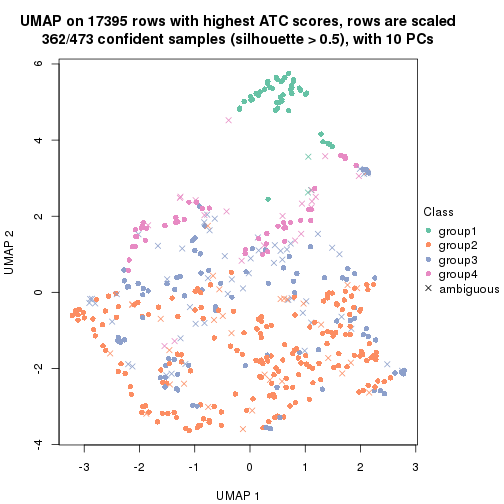 UMAP on 17395 rows with highest ATC scores, rows are scaled
362/473 confident samples (silhouette > 0.5), with 10 PCs
6
4
2
0
-2
-4
UMAP 2
-3
-2
-1
0
1
2
3
UMAP 1
Class
group1
group2
group3
group4
ambiguous